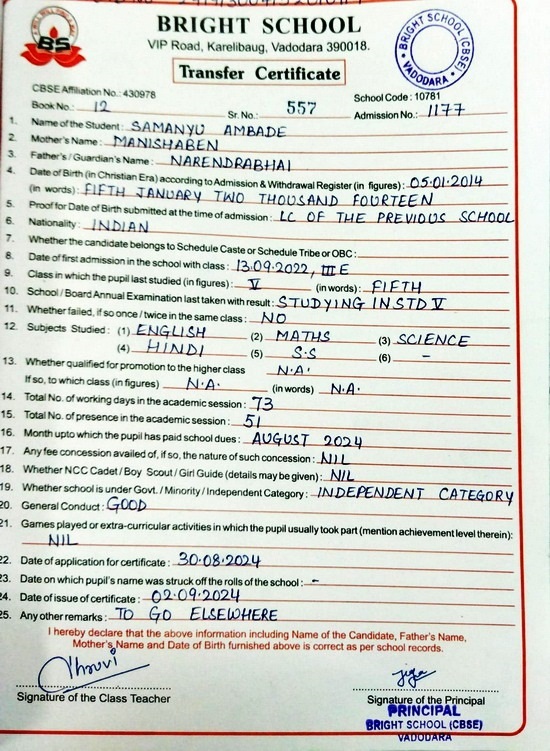 BRIGHT SCHOOL
VIP Road, Karelibaug, Vadodara 390018.
BRIGHT SCHOOL (CBSE)
VADODARA
BS
Transfer Certificate
CBSE Affiliation No.: 430978
School Code : 10781
Book No.: 12 Sr. No.: 557 Admission No.: 1177
1. Name of the Student : SAMANYU AMBADE
2. Mother's Name : MANISHABEN
3. Father's / Guardian's Name : NARENDRABHAI
4. Date of Birth (in Christian Era) according to Admission & Withdrawal Register (in figures) : 05.01.2014
(in words) : FIFTH JANUARY TWO THOUSAND FOURTEEN
5. Proof for Date of Birth submitted at the time of admission : LC OF THE PREVIOUS SCHOOL
6. Nationality : INDIAN
7. Whether the candidate belongs to Schedule Caste or Schedule Tribe or OBC :
8. Date of first admission in the school with class : 13.09.2022, III E
9. Class in which the pupil last studied (in figures) : V (in words) : FIFTH
10. School / Board Annual Examination last taken with result : STUDYING IN STD V
11. Whether failed, if so once / twice in the same class : NO
12. Subjects Studied : (1) ENGLISH (2) MATHS (3) SCIENCE
(4) HINDI (5) S.S (6) –
13. Whether qualified for promotion to the higher class N.A.
If so, to which class (in figures) N.A. (in words) N.A.
14. Total No. of working days in the academic session : 73
15. Total No. of presence in the academic session : 51
16. Month upto which the pupil has paid school dues : AUGUST 2024
17. Any fee concession availed of, if so, the nature of such concession : NIL
18. Whether NCC Cadet / Boy Scout / Girl Guide (details may be given) : NIL
19. Whether school is under Govt. / Minority / Independent Category : INDEPENDENT CATEGORY
20. General Conduct : GOOD
21. Games played or extra-curricular activities in which the pupil usually took part (mention achievement level therein) :
NIL
22. Date of application for certificate : 30.08.2024
23. Date on which pupil's name was struck off the rolls of the school : –
24. Date of issue of certificate : 02.09.2024
25. Any other remarks : TO GO ELSEWHERE
I hereby declare that the above information including Name of the Candidate, Father's Name,
Mother's Name and Date of Birth furnished above is correct as per school records.
Signature of the Class Teacher
Signature of the Principal
PRINCIPAL
BRIGHT SCHOOL (CBSE)
VADODARA